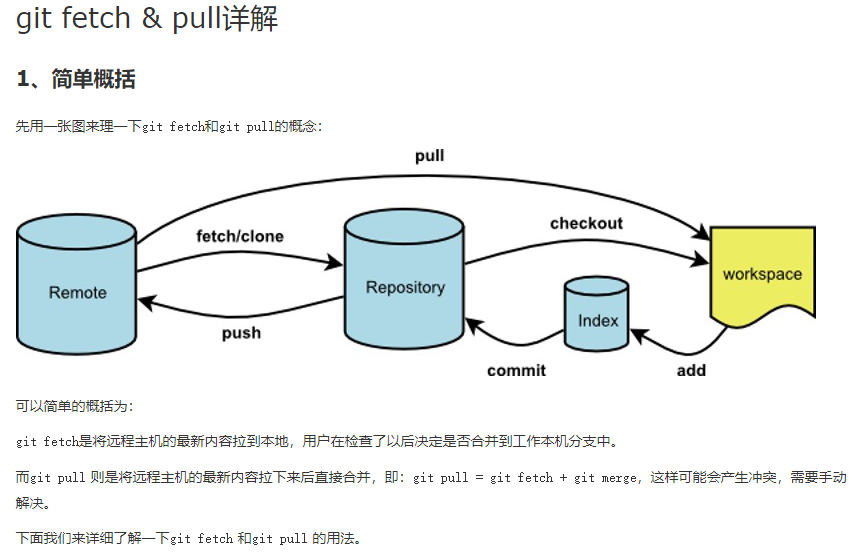 git fetch & pull详解
1、简单概括
先用一张图来理一下git fetch和git pull的概念：
pull
fetch/clone
checkout
Remote
Repository
workspace
Index
push
commit
add
可以简单的概括为：
git fetch是将远程主机的最新内容拉到本地，用户在检查了以后决定是否合并到工作本机分支中。
而git pull 则是将远程主机的最新内容拉下来后直接合并，即：git pull = git fetch + git merge，这样可能会产生冲突，需要手动
解决。
下面我们来详细了解一下git fetch 和git pull 的用法。